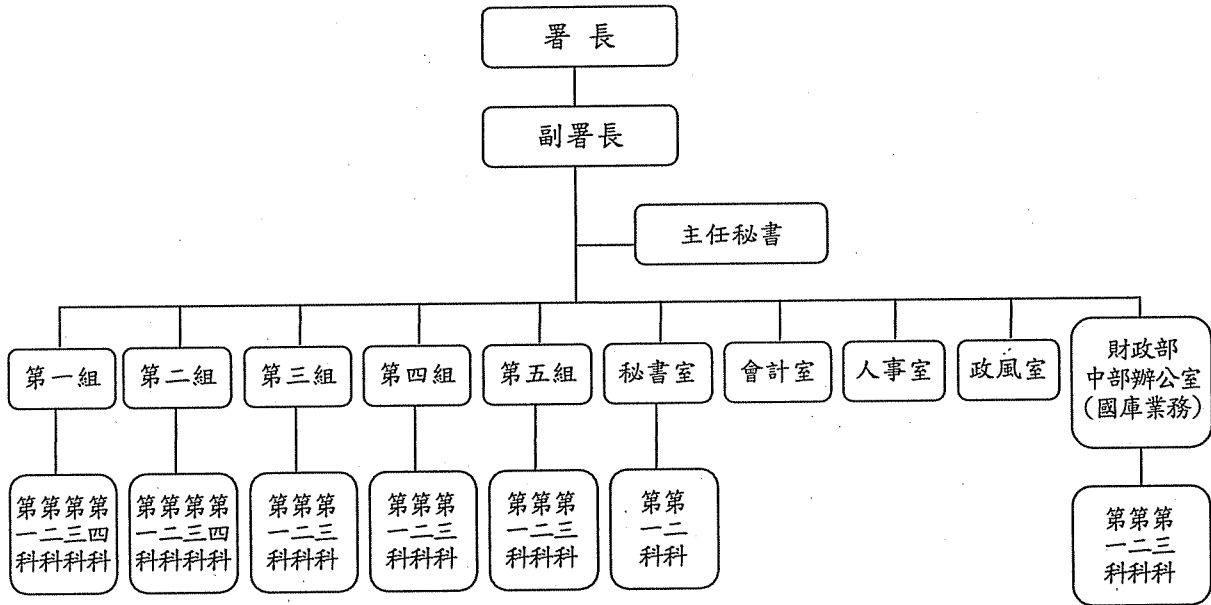 署 長
副署長
主任秘書
第一組
第二組
第三組
第四組
第五組
秘書室
會計室
人事室
政風室
財政部
中部辦公室
（國庫業務）
第一科
第二科
第三科
第四科
第一科
第二科
第三科
第四科
第一科
第二科
第三科
第一科
第二科
第三科
第一科
第二科
第三科
第一科
第二科
第一科
第二科
第三科